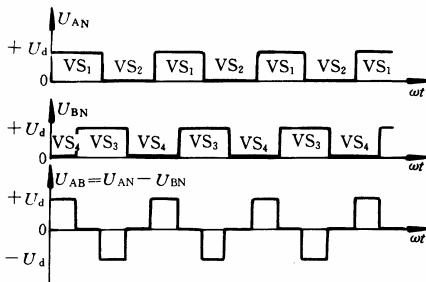 U_AN
+U_d
VS₁ VS₂ VS₁ VS₂ VS₁ VS₂ VS₁
0
ωt
U_BN
+U_d
VS₄ VS₃ VS₄ VS₃ VS₄ VS₃ VS₄
0
ωt
U_AB=U_AN－U_BN
+U_d
0
ωt
－U_d